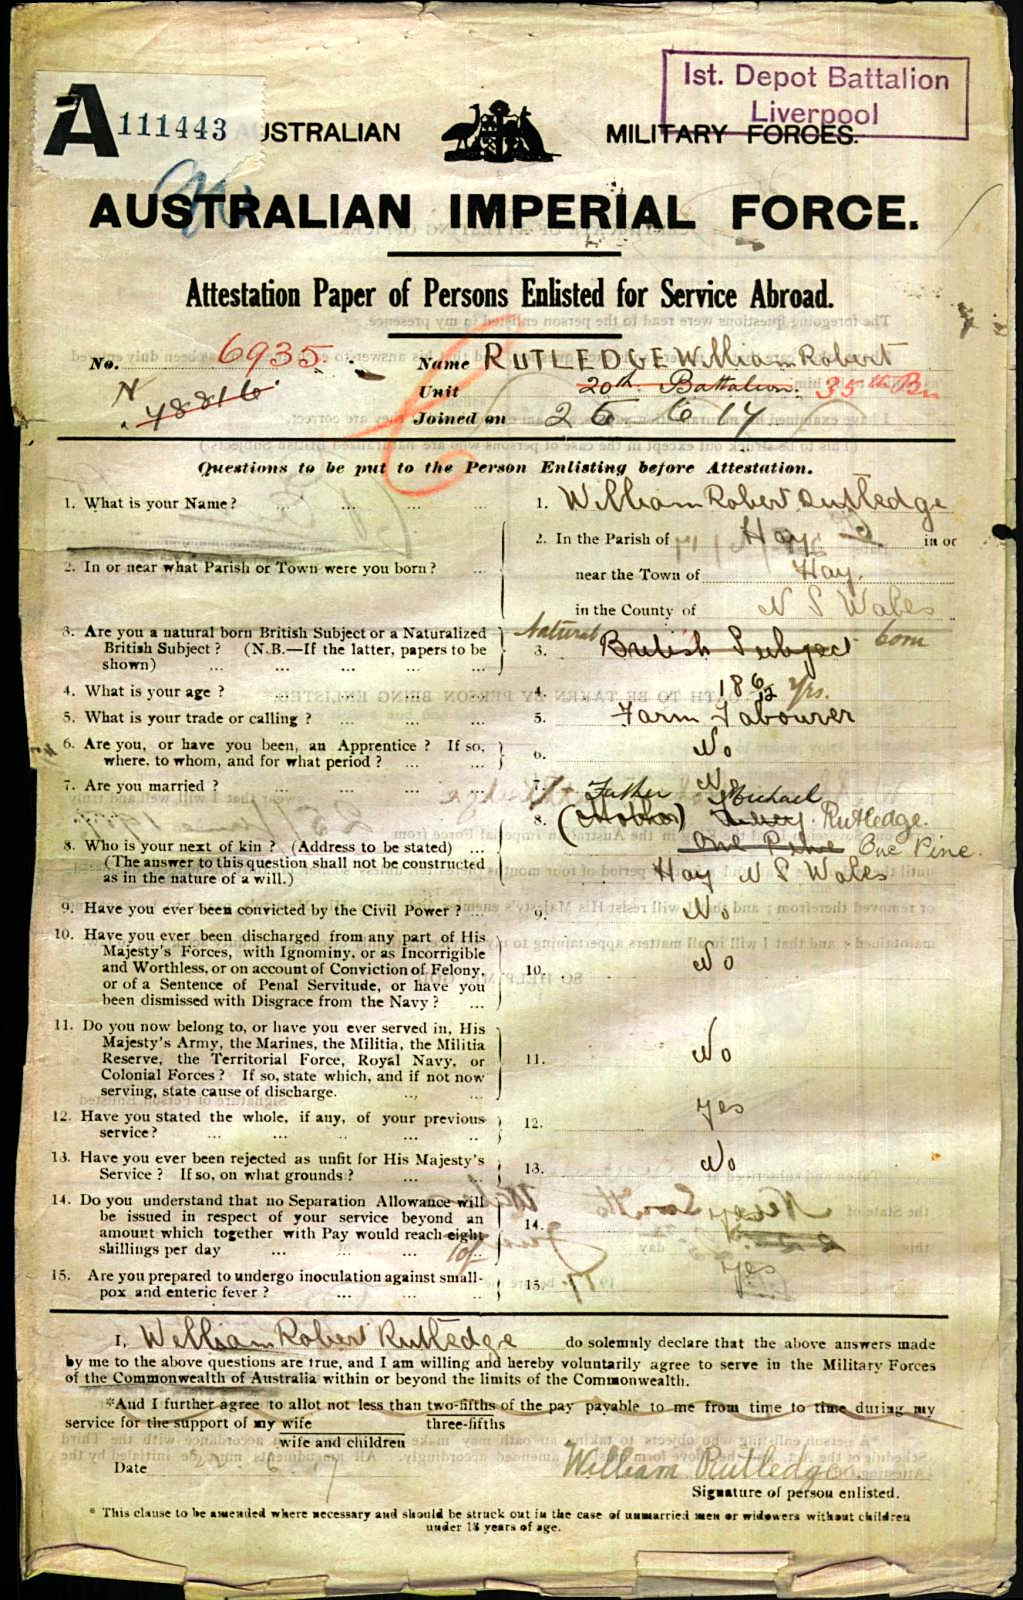 1st. Depot Battalion
Liverpool
A 111443 USTRALIAN MILITARY FORCES.
AUSTRALIAN IMPERIAL FORCE.
Attestation Paper of Persons Enlisted for Service Abroad.
No. 6935 Name RUTLEDGE William Robert
N 48816 Unit 20th Battalion. 35th Bn
Joined on 25 6 17
Questions to be put to the Person Enlisting before Attestation.
1. What is your Name? ... ... ... ... 1. William Robert Rutledge
2. In the Parish of Hay in or
2. In or near what Parish or Town were you born? ... near the Town of Hay.
in the County of N S Wales
3. Are you a natural born British Subject or a Naturalized Natural born
British Subject? (N.B.—If the latter, papers to be 3. British Subject
shown) ... ... ... ... ...
4. What is your age? ... ... ... ... 4. 18 6/12 yrs.
5. What is your trade or calling? ... ... ... 5. Farm Labourer
6. Are you, or have you been, an Apprentice? If so, 6. No
where, to whom, and for what period? ... ...
7. Are you married? ... ... ... ... 7. No
Father Michael
8. (Mother) Rutledge.
8. Who is your next of kin? (Address to be stated) ... One Pine One Pine.
(The answer to this question shall not be constructed
as in the nature of a will.) Hay N S Wales
9. Have you ever been convicted by the Civil Power? ... 9. No
10. Have you ever been discharged from any part of His
Majesty's Forces, with Ignominy, or as Incorrigible
and Worthless, or on account of Conviction of Felony, 10. No
or of a Sentence of Penal Servitude, or have you
been dismissed with Disgrace from the Navy? ...
11. Do you now belong to, or have you ever served in, His
Majesty's Army, the Marines, the Militia, the Militia
Reserve, the Territorial Force, Royal Navy, or 11. No
Colonial Forces? If so, state which, and if not now
serving, state cause of discharge. ... ...
12. Have you stated the whole, if any, of your previous 12. yes
service? ... ... ... ... ...
13. Have you ever been rejected as unfit for His Majesty's 13. No
Service? If so, on what grounds? ... ...
14. Do you understand that no Separation Allowance will
be issued in respect of your service beyond an 14.
amount which together with Pay would reach eight
shillings per day ... ... ... 10/- yes
15. Are you prepared to undergo inoculation against small- 15.
pox and enteric fever? ... ... ...
I, William Robert Rutledge do solemnly declare that the above answers made
by me to the above questions are true, and I am willing and hereby voluntarily agree to serve in the Military Forces
of the Commonwealth of Australia within or beyond the limits of the Commonwealth.
*And I further agree to allot not less than two-fifths of the pay payable to me from time to time during my
service for the support of my wife three-fifths
wife and children
Date 22. 6. 17 William Rutledge
Signature of person enlisted.
* This clause to be amended where necessary and should be struck out in the case of unmarried men or widowers without children
under 18 years of age.